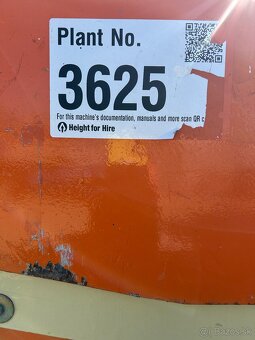 Plant No.
3625
For this machine's documentation, manuals and more scan QR c
Height for Hire